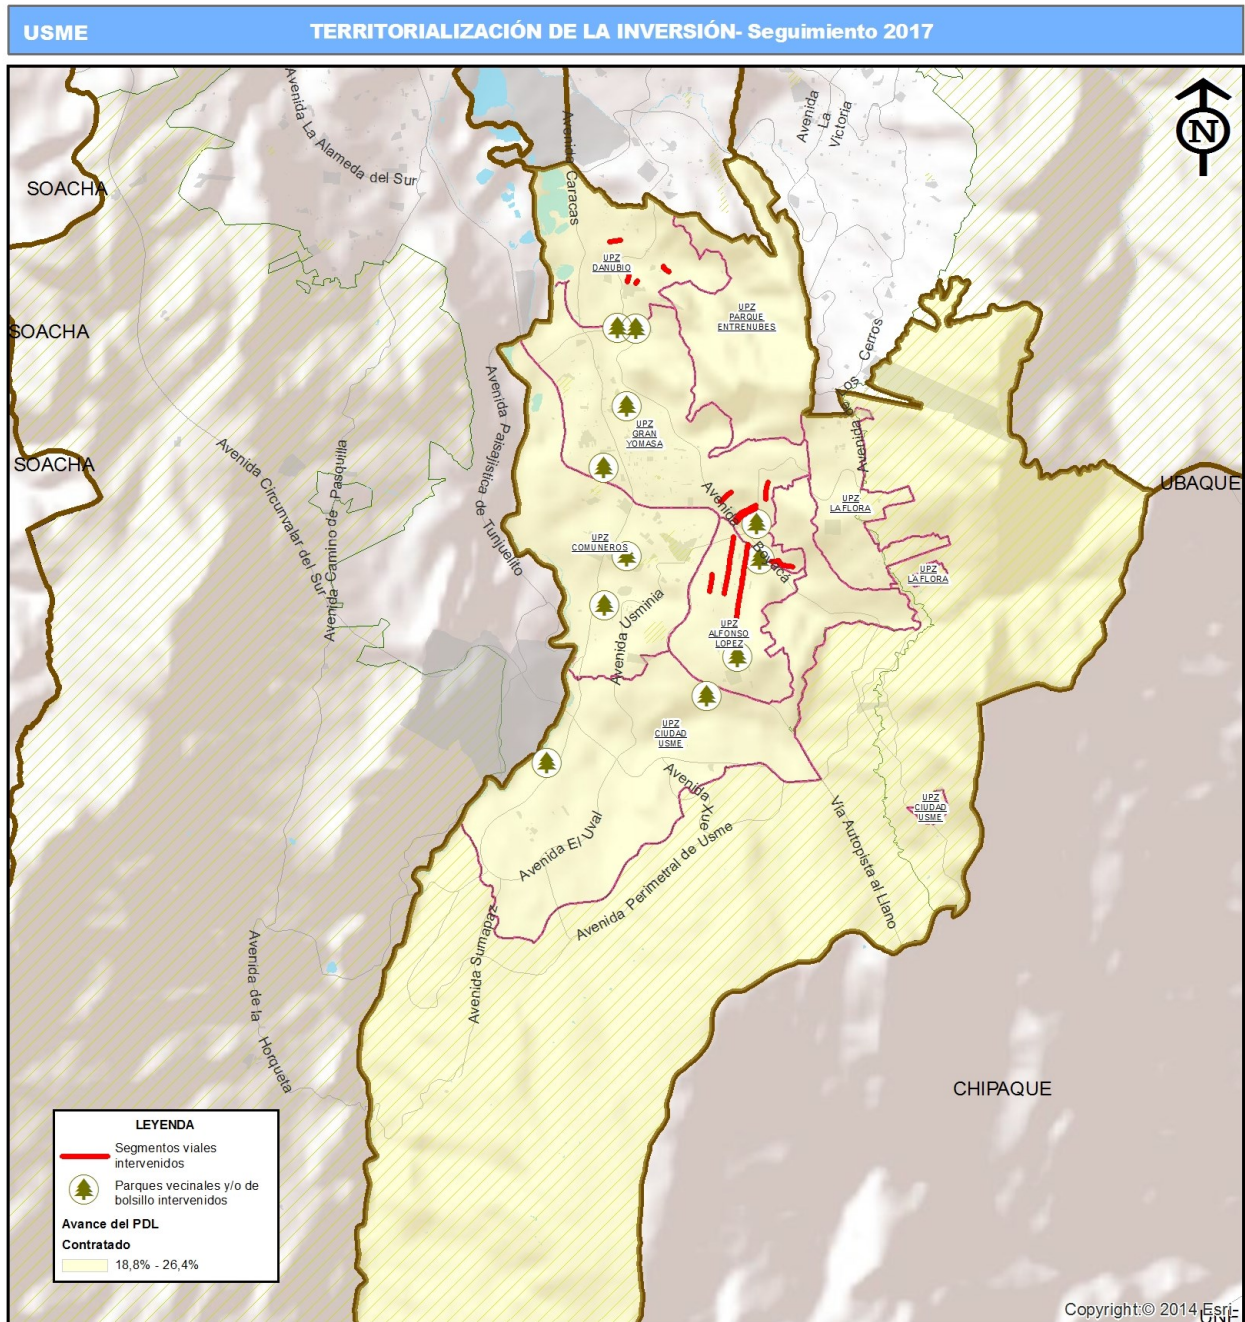 USME
TERRITORIALIZACIÓN DE LA INVERSIÓN- Seguimiento 2017
N
Avenida La Alameda del Sur
Avenida Caracas
Avenida
La
Victoria
SOACHA
UPZ
DANUBIO
UPZ
PARQUE
ENTRENUBES
SOACHA
Avenida de Los Cerros
Avenida Paisajística de Tunjuelito
UPZ
GRAN
YOMASA
SOACHA
Avenida Circunvalar del Sur
Avenida Camino de Pasquilla
UBAQUE
UPZ
LA FLORA
Avenida Boyacá
UPZ
COMUNEROS
UPZ
LA FLORA
Avenida Usminia
UPZ
ALFONSO
LOPEZ
UPZ
CIUDAD
USME
Avenida Xue
UPZ
CIUDAD
USME
Avenida El Uval
Avenida Perimetral de Usme
Vía Autopista al Llano
Avenida Sumapaz
Avenida de la Horqueta
CHIPAQUE
LEYENDA
Segmentos viales
intervenidos
Parques vecinales y/o de
bolsillo intervenidos
Avance del PDL
Contratado
18,8% - 26,4%
Copyright:© 2014 Esri-